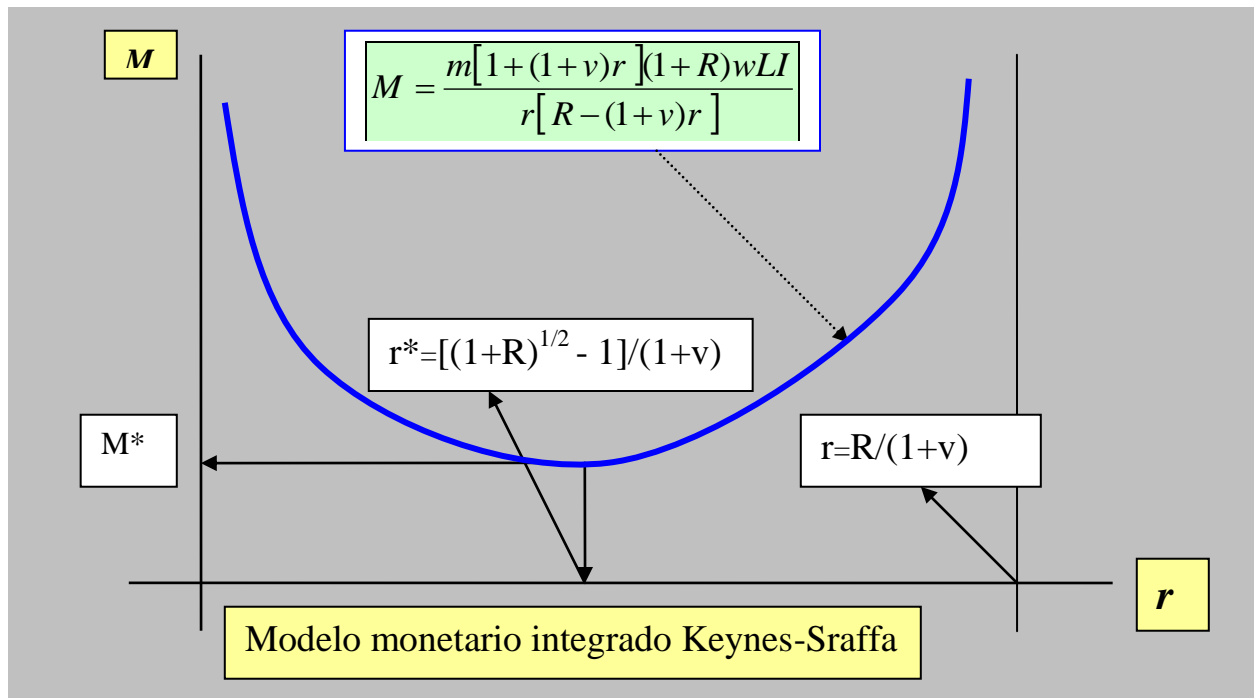 M
M = m[1+(1+v)r](1+R)wLI / r[R-(1+v)r]
r*=[(1+R)^1/2 - 1]/(1+v)
M*
r=R/(1+v)
r
Modelo monetario integrado Keynes-Sraffa